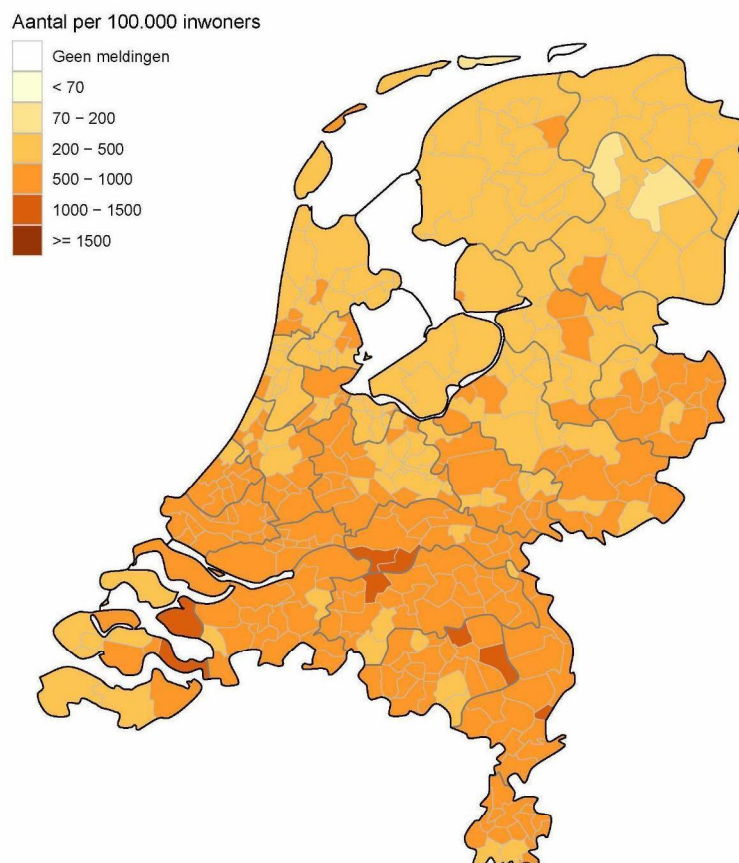 Aantal per 100.000 inwoners
Geen meldingen
< 70
70 – 200
200 – 500
500 – 1000
1000 – 1500
>= 1500